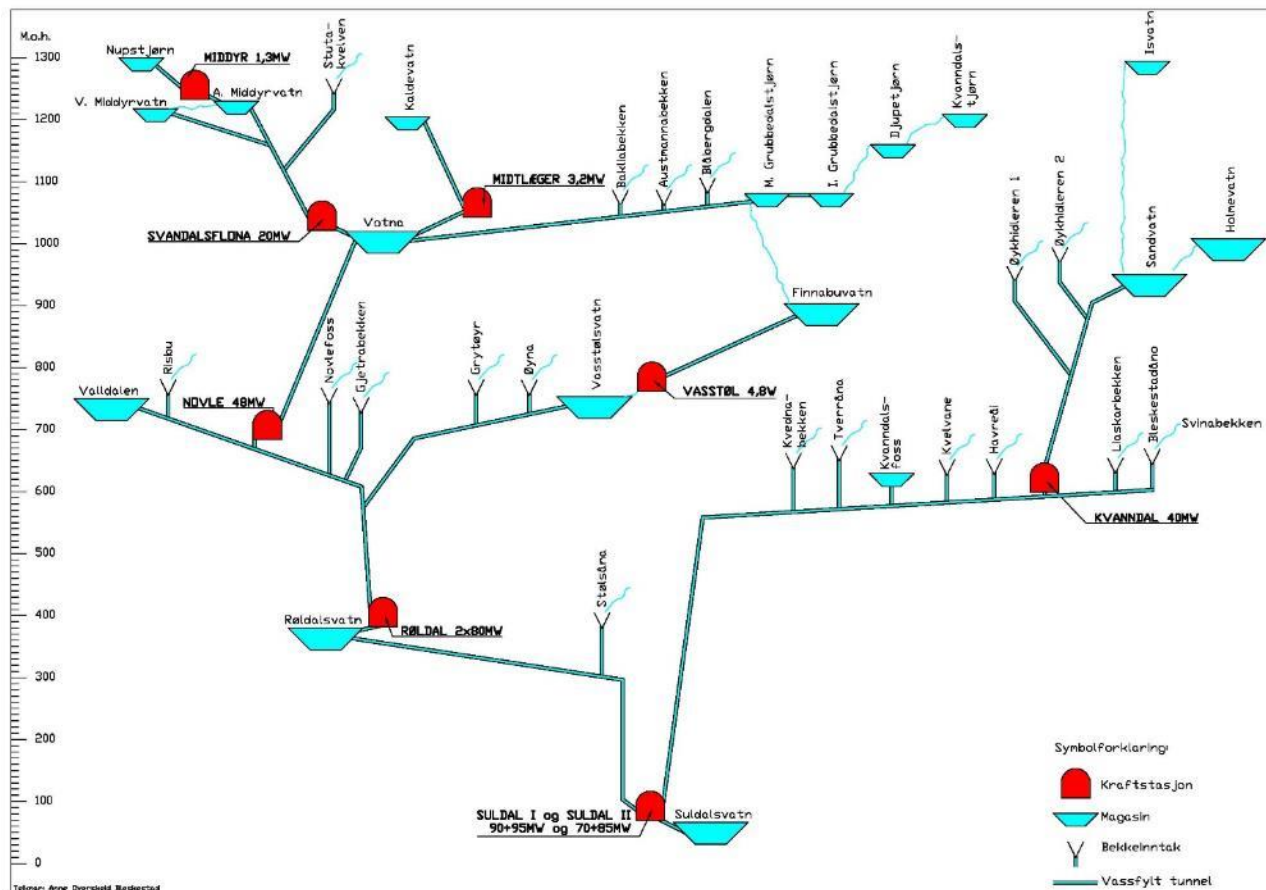 M.o.h.
1300
1200
1100
1000
900
800
700
600
500
400
300
200
100
0
Nupstjørn
MIDDYR 1,3MW
V. Middyrvatn
A. Middyrvatn
Stuta-
kvelven
Kaldevatn
SVANDALSFLONA 20MW
Vatna
MIDTLÆGER 3,2MW
Bakllabekken
Austmannabekken
Blåbergdalen
M. Grubbedalstjørn
I. Grubbedalstjørn
Djupetjørn
Kvanndals-
tjørn
Isvatn
Øykhidleren 1
Øykhidleren 2
Sandvatn
Holmevatn
Finnabuvatn
Valldalen
Risbu
NOVLE 48MW
Novlefoss
Gjetrabekken
Grytøyr
Øyna
Vasstølsvatn
VASSTØL 4,8W
Kvedna-
bekken
Tverråna
Kvanndals-
foss
Kvelvane
Havreåi
KVANNDAL 40MW
Liaskarbekken
Bleskestadåno
Svinabekken
Røldalsvatn
RØLDAL 2x80MW
Stølsåna
SULDAL I og SULDAL II
90+95MW og 70+85MW
Suldalsvatn
Symbolforklaring:
Kraftstasjon
Magasin
Bekkeinntak
Vassfylt tunnel